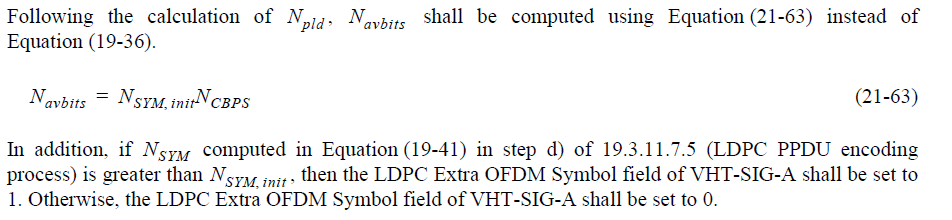 Following the calculation of N_pld, N_avbits shall be computed using Equation (21-63) instead of
Equation (19-36).
N_avbits = N_SYM, init N_CBPS (21-63)
In addition, if N_SYM computed in Equation (19-41) in step d) of 19.3.11.7.5 (LDPC PPDU encoding
process) is greater than N_SYM, init, then the LDPC Extra OFDM Symbol field of VHT-SIG-A shall be set to
1. Otherwise, the LDPC Extra OFDM Symbol field of VHT-SIG-A shall be set to 0.